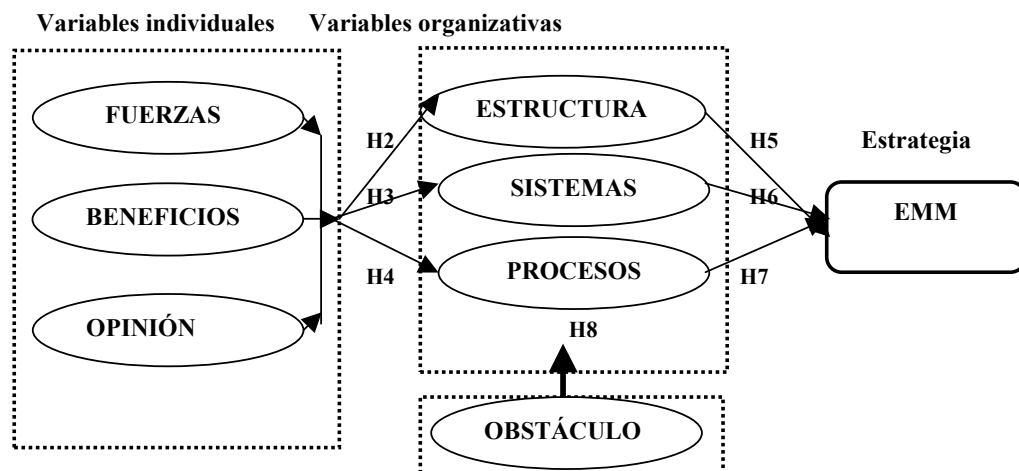 Variables individuales
Variables organizativas
FUERZAS
BENEFICIOS
OPINIÓN
H2
H3
H4
ESTRUCTURA
SISTEMAS
PROCESOS
H5
H6
H7
Estrategia
EMM
H8
OBSTÁCULO